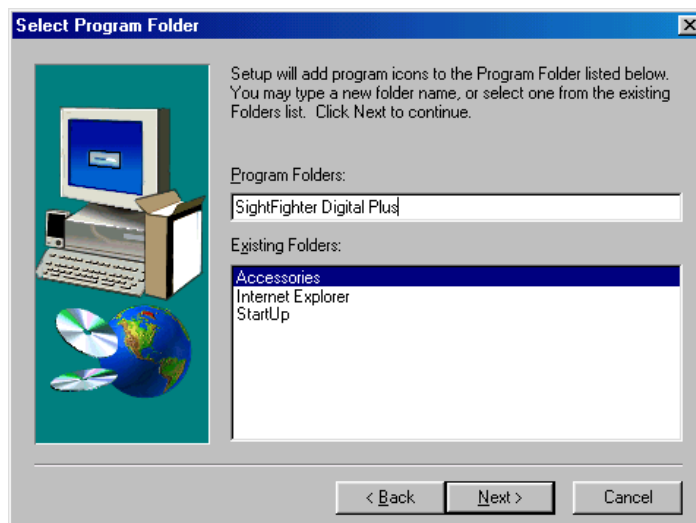 Select Program Folder
Setup will add program icons to the Program Folder listed below.
You may type a new folder name, or select one from the existing
Folders list.  Click Next to continue.
Program Folders:
SightFighter Digital Plus
Existing Folders:
Accessories
Internet Explorer
StartUp
< Back
Next >
Cancel